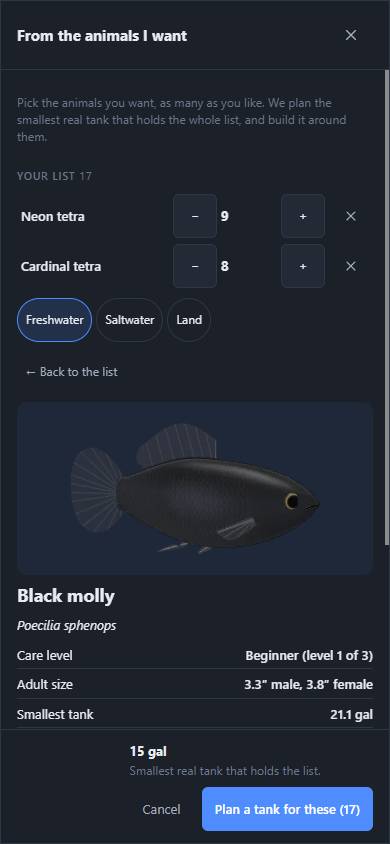 From the animals I want
Pick the animals you want, as many as you like. We plan the
smallest real tank that holds the whole list, and build it around
them.
YOUR LIST 17
Neon tetra − 9 + ×
Cardinal tetra − 8 + ×
Freshwater Saltwater Land
← Back to the list
Black molly
Poecilia sphenops
Care level Beginner (level 1 of 3)
Adult size 3.3″ male, 3.8″ female
Smallest tank 21.1 gal
15 gal
Smallest real tank that holds the list.
Cancel Plan a tank for these (17)